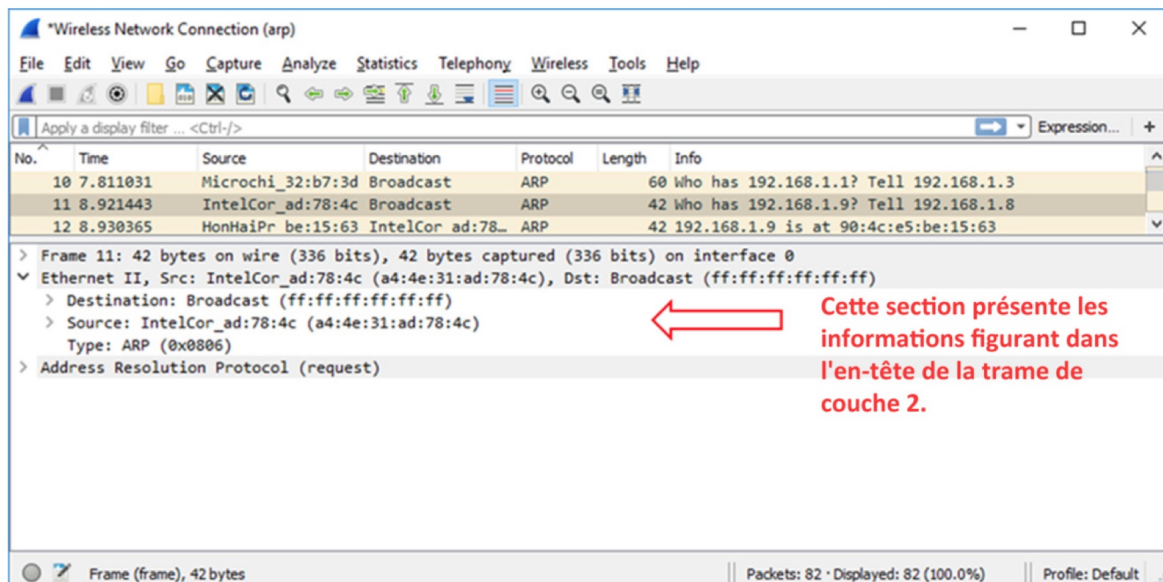 *Wireless Network Connection (arp)
File Edit View Go Capture Analyze Statistics Telephony Wireless Tools Help
Apply a display filter ... <Ctrl-/> Expression... +
No. Time Source Destination Protocol Length Info
10 7.811031 Microchi_32:b7:3d Broadcast ARP 60 Who has 192.168.1.1? Tell 192.168.1.3
11 8.921443 IntelCor_ad:78:4c Broadcast ARP 42 Who has 192.168.1.9? Tell 192.168.1.8
12 8.930365 HonHaiPr_be:15:63 IntelCor_ad:78… ARP 42 192.168.1.9 is at 90:4c:e5:be:15:63
> Frame 11: 42 bytes on wire (336 bits), 42 bytes captured (336 bits) on interface 0
Ethernet II, Src: IntelCor_ad:78:4c (a4:4e:31:ad:78:4c), Dst: Broadcast (ff:ff:ff:ff:ff:ff)
> Destination: Broadcast (ff:ff:ff:ff:ff:ff)
> Source: IntelCor_ad:78:4c (a4:4e:31:ad:78:4c)
Type: ARP (0x0806)
> Address Resolution Protocol (request)
Cette section présente les
informations figurant dans
l'en-tête de la trame de
couche 2.
Frame (frame), 42 bytes
Packets: 82 · Displayed: 82 (100.0%)
Profile: Default